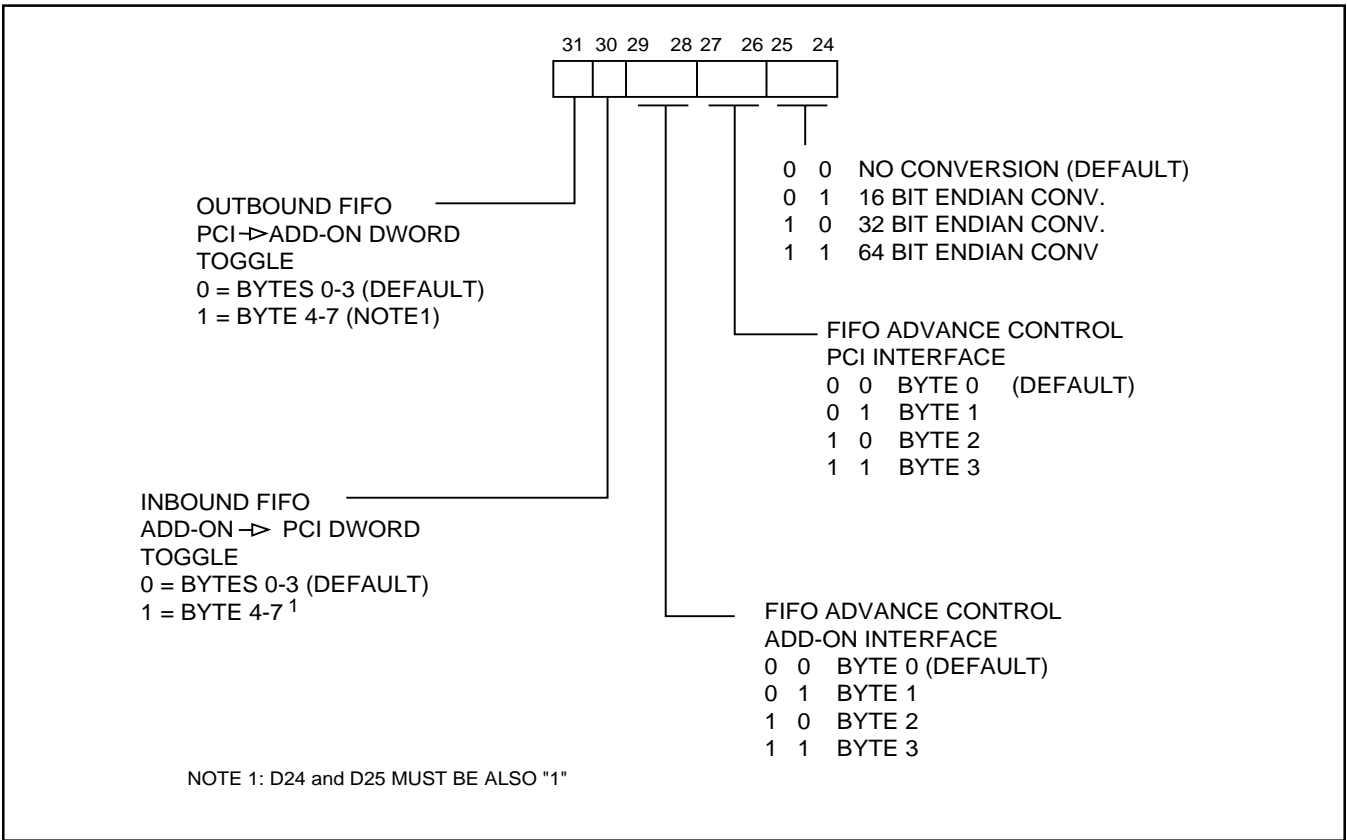 31 30 29 28 27 26 25 24
0 0 NO CONVERSION (DEFAULT)
0 1 16 BIT ENDIAN CONV.
1 0 32 BIT ENDIAN CONV.
1 1 64 BIT ENDIAN CONV
OUTBOUND FIFO
PCI ADD-ON DWORD
TOGGLE
0 = BYTES 0-3 (DEFAULT)
1 = BYTE 4-7 (NOTE1)
FIFO ADVANCE CONTROL
PCI INTERFACE
0 0 BYTE 0 (DEFAULT)
0 1 BYTE 1
1 0 BYTE 2
1 1 BYTE 3
INBOUND FIFO
ADD-ON PCI DWORD
TOGGLE
0 = BYTES 0-3 (DEFAULT)
1 = BYTE 4-7 1
FIFO ADVANCE CONTROL
ADD-ON INTERFACE
0 0 BYTE 0 (DEFAULT)
0 1 BYTE 1
1 0 BYTE 2
1 1 BYTE 3
NOTE 1: D24 and D25 MUST BE ALSO "1"